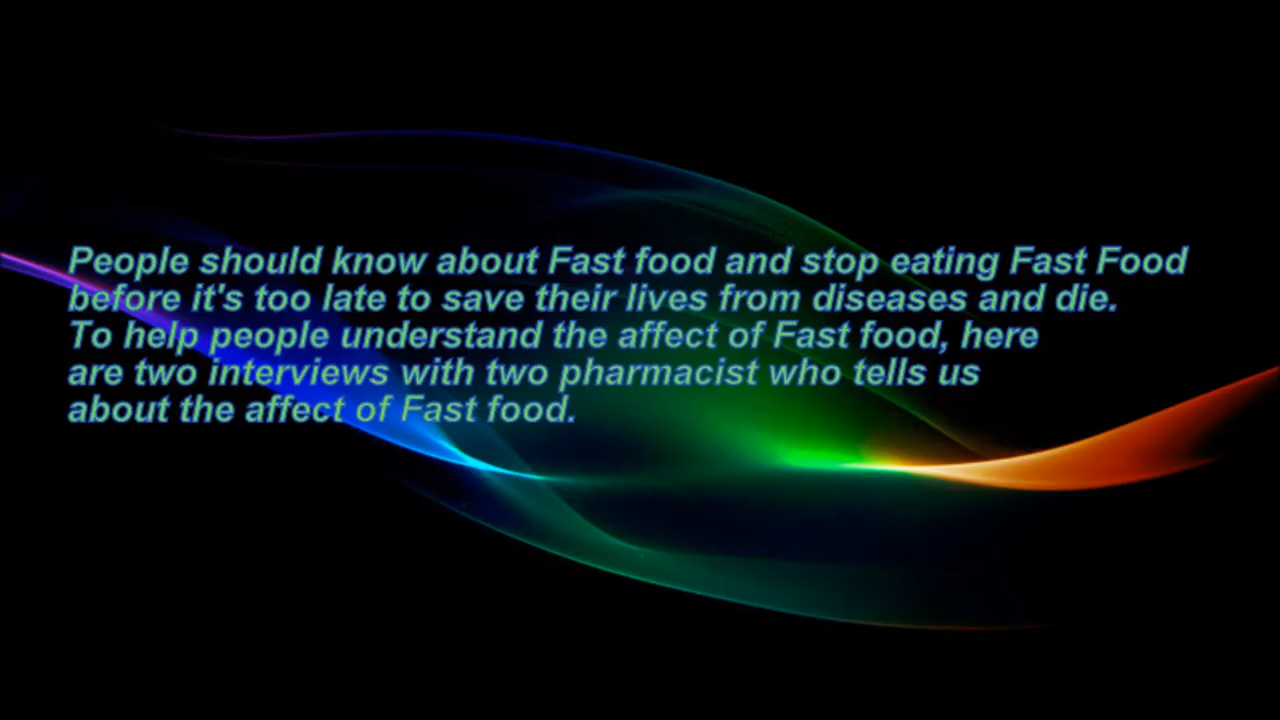 People should know about Fast food and stop eating Fast Food
before it's too late to save their lives from diseases and die.
To help people understand the affect of Fast food, here
are two interviews with two pharmacist who tells us
about the affect of Fast food.